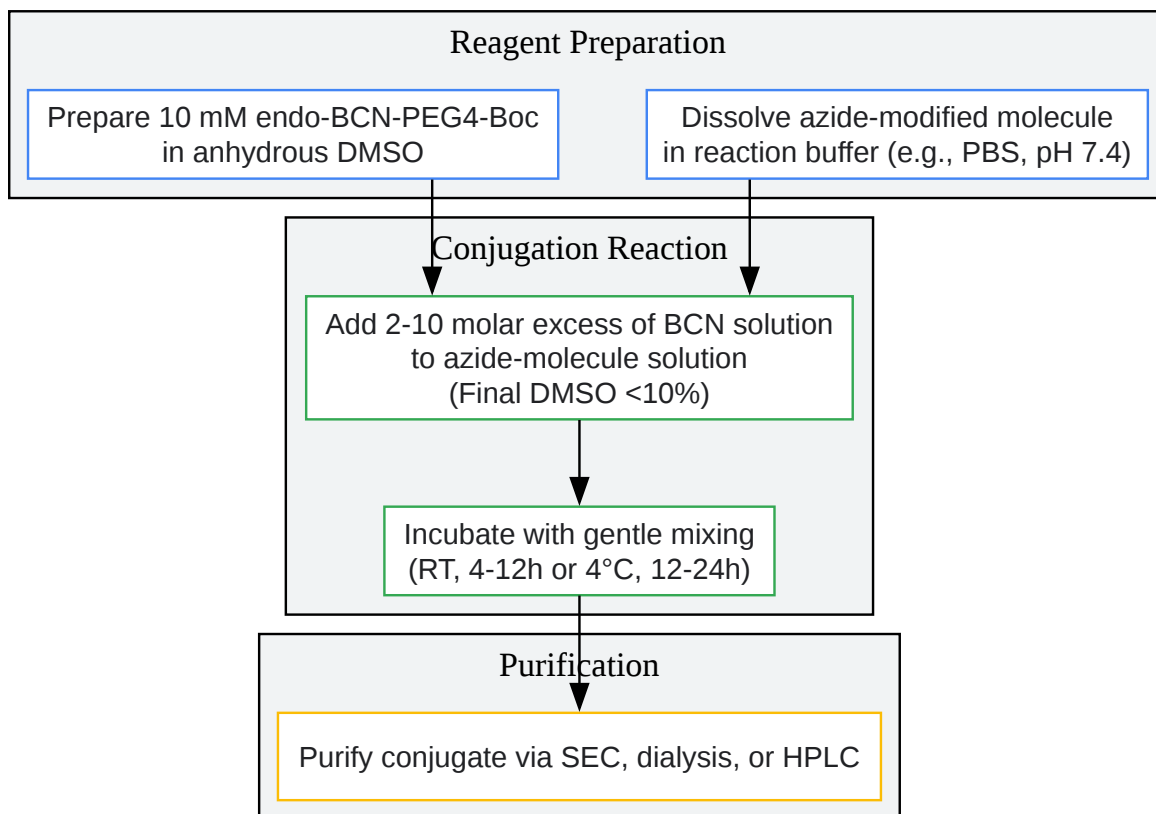 Reagent Preparation
Prepare 10 mM endo-BCN-PEG4-Boc
in anhydrous DMSO
Dissolve azide-modified molecule
in reaction buffer (e.g., PBS, pH 7.4)
Conjugation Reaction
Add 2-10 molar excess of BCN solution
to azide-molecule solution
(Final DMSO <10%)
Incubate with gentle mixing
(RT, 4-12h or 4°C, 12-24h)
Purification
Purify conjugate via SEC, dialysis, or HPLC